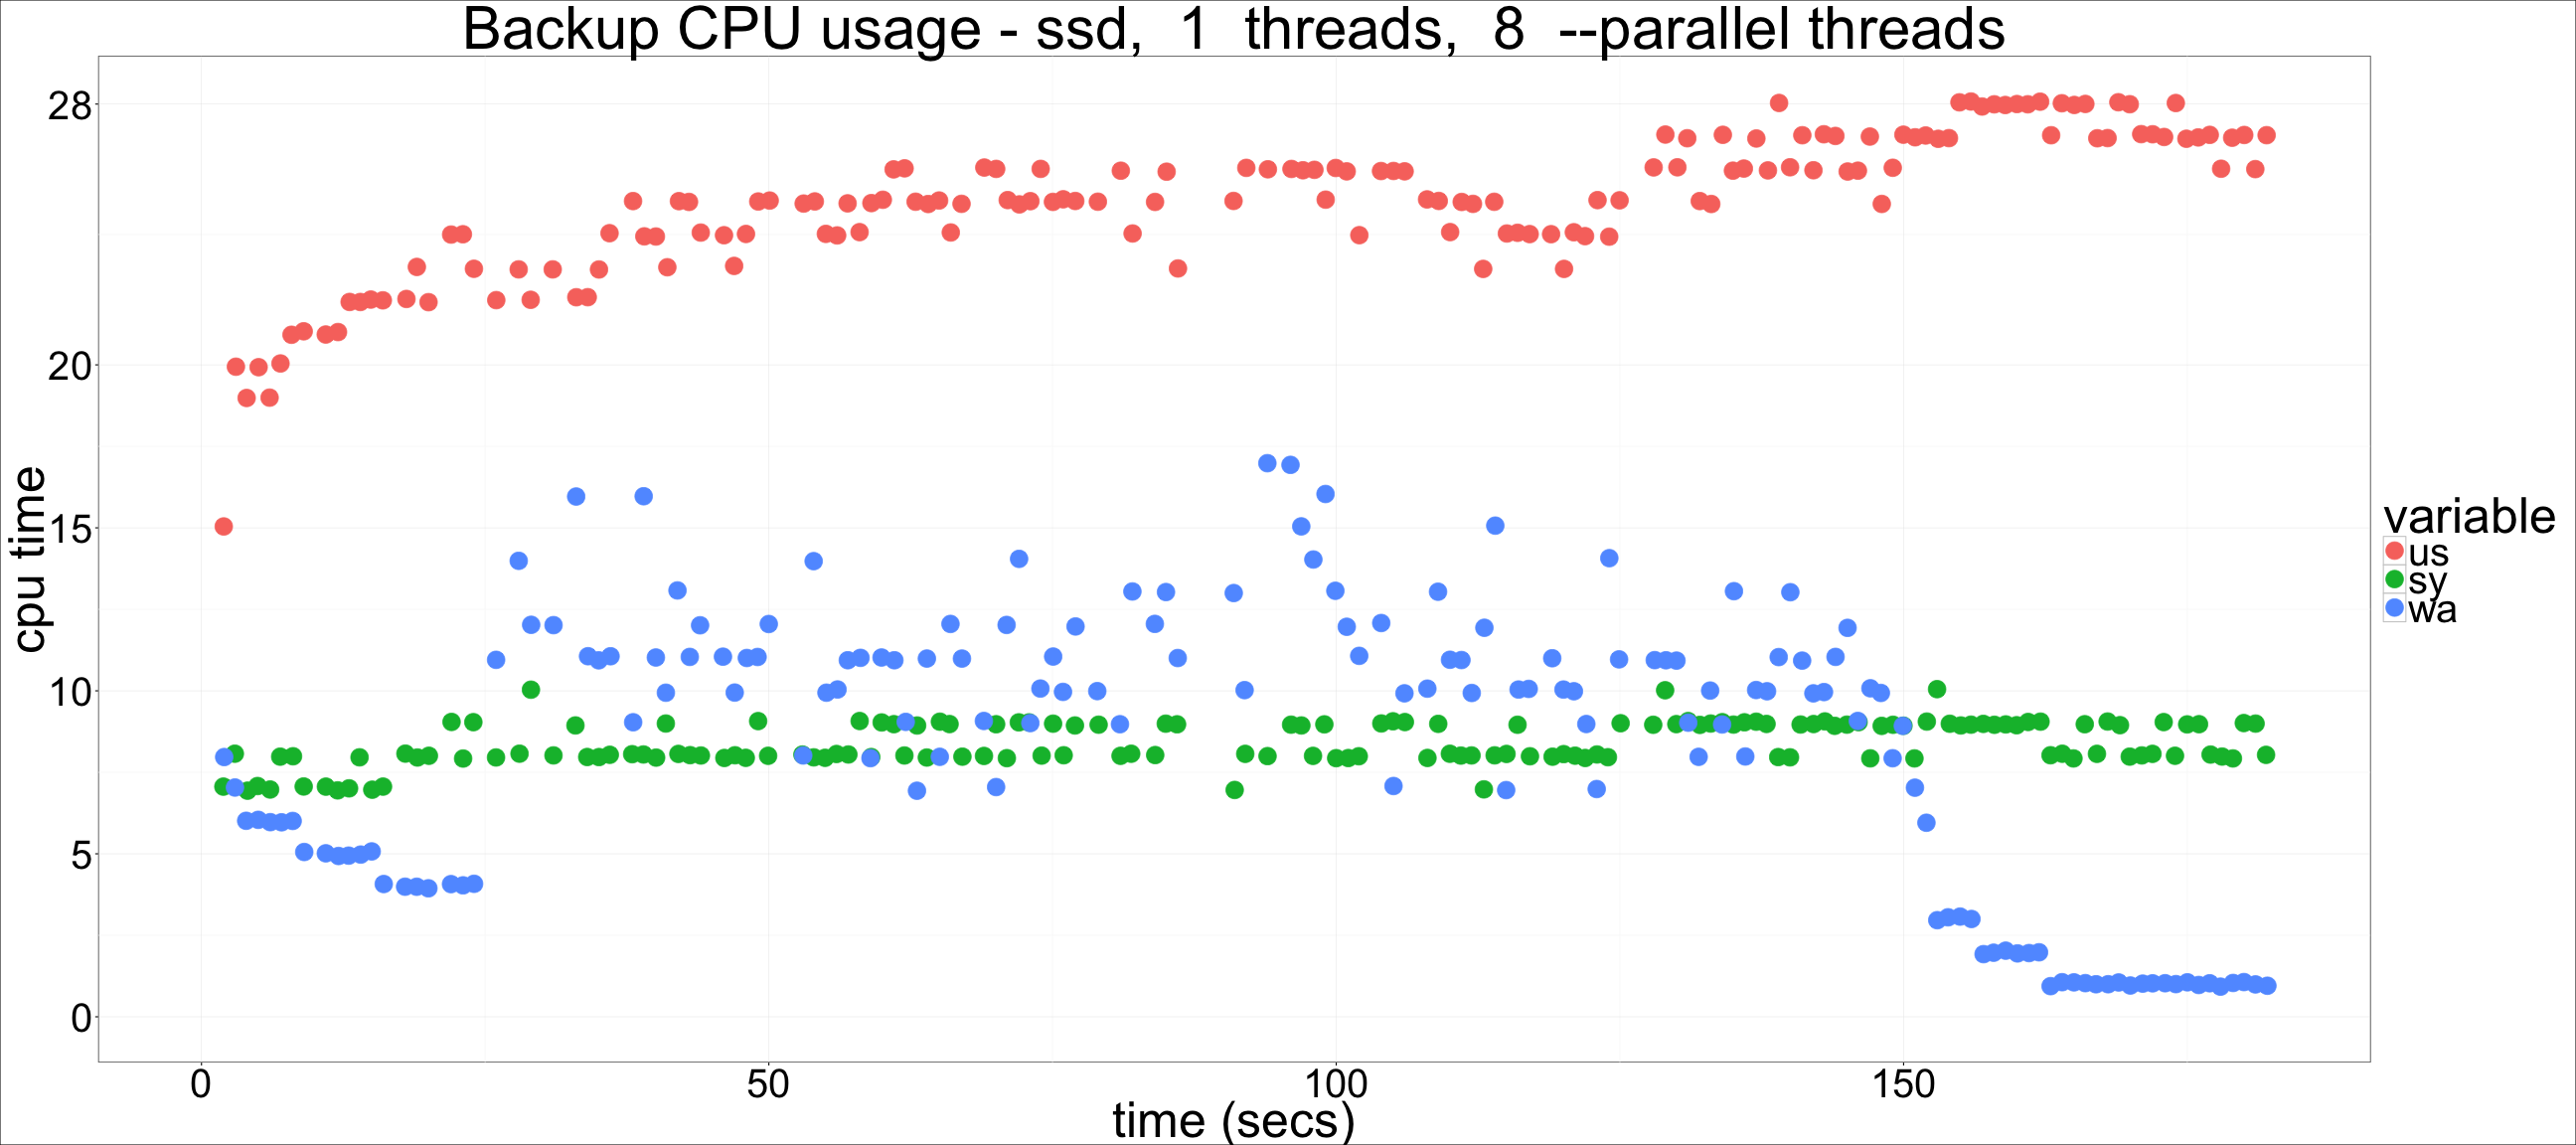 Backup CPU usage - ssd,  1  threads,  8  --parallel threads
28
20
15
10
5
0
cpu time
0 50 100 150
time (secs)
variable
us
sy
wa